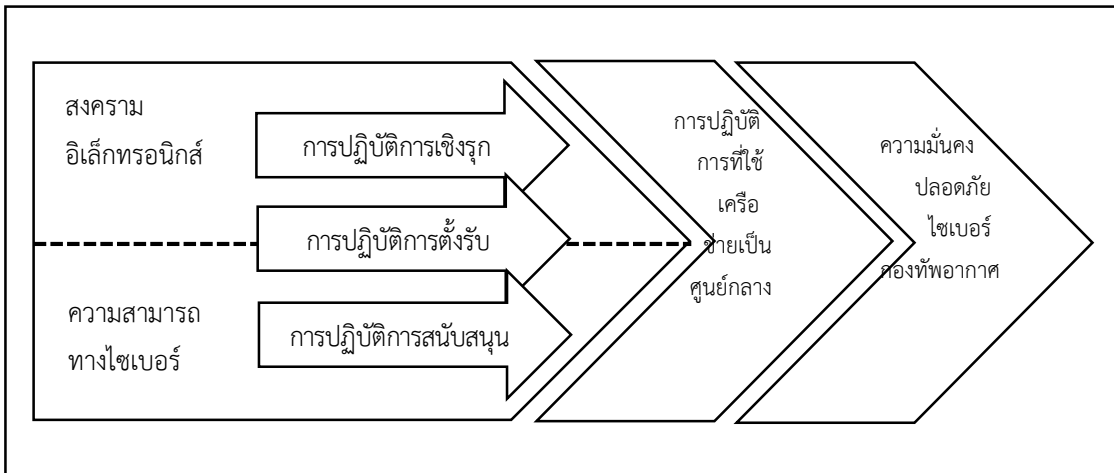 สงคราม
อิเล็กทรอนิกส์
การปฏิบัติการเชิงรุก
การปฏิบัติการตั้งรับ
ความสามารถ
ทางไซเบอร์
การปฏิบัติการสนับสนุน
การปฏิบัติ
การที่ใช้
เครือ
ข่ายเป็น
ศูนย์กลาง
ความมั่นคง
ปลอดภัย
ไซเบอร์
กองทัพอากาศ